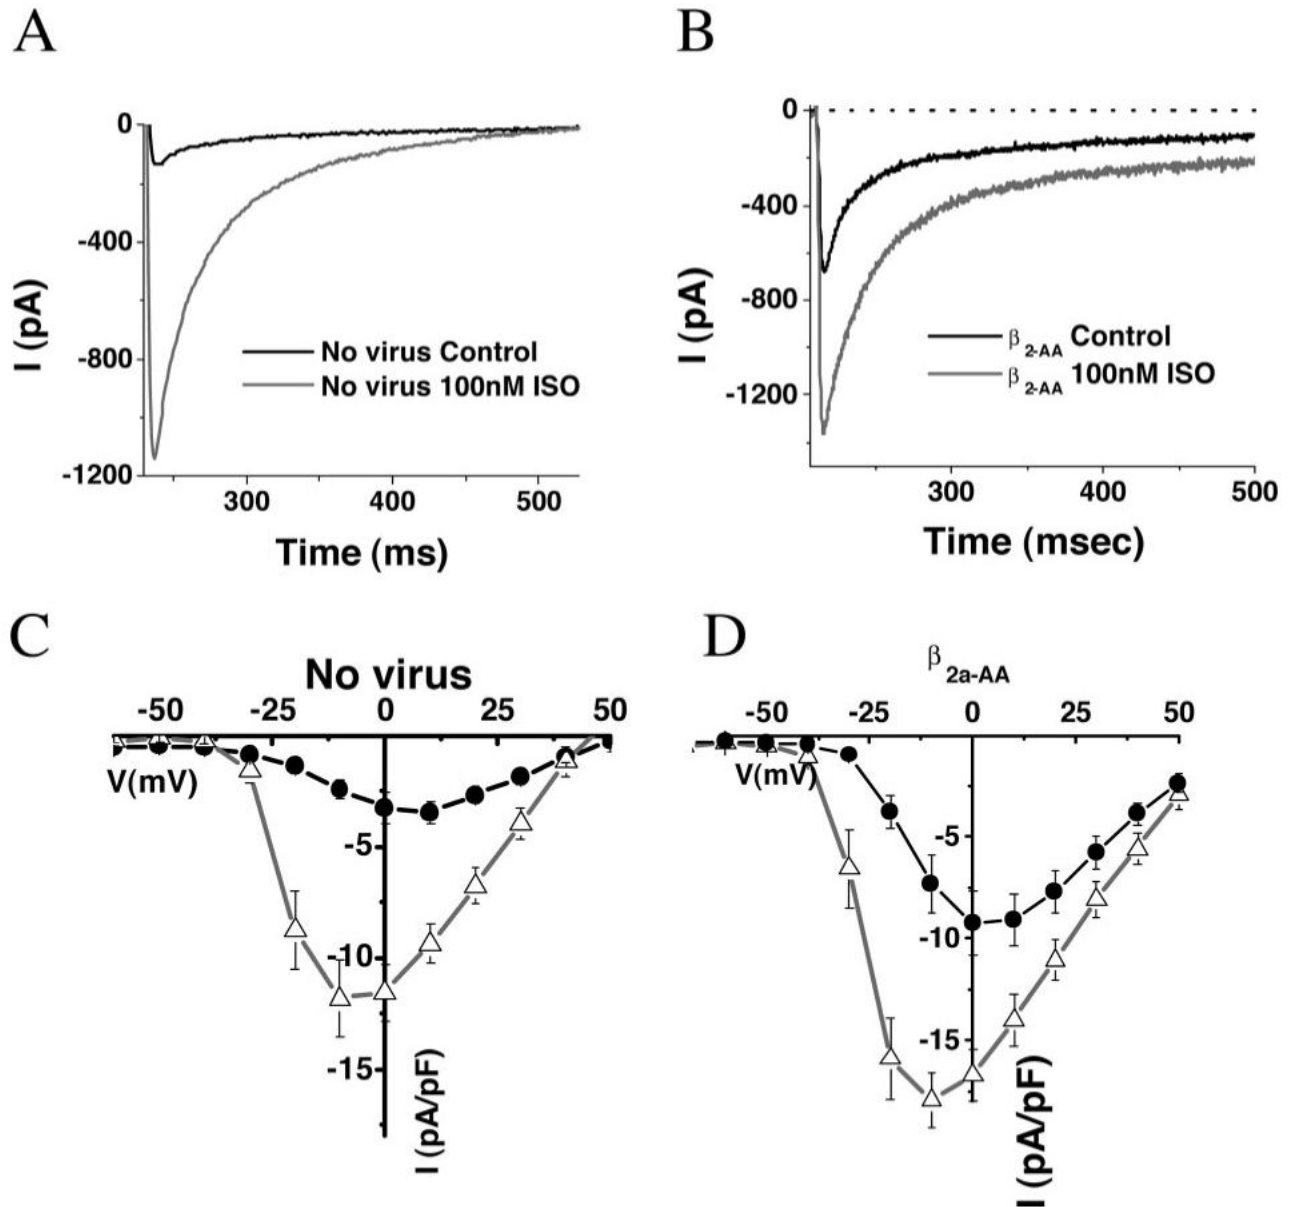 A
0
-400
-800
-1200
I (pA)
No virus Control
No virus 100nM ISO
300 400 500
Time (ms)
B
0
-400
-800
-1200
I (pA)
β 2-AA Control
β 2-AA 100nM ISO
300 400 500
Time (msec)
C
No virus
-50 -25 0 25 50
V(mV)
-5
-10
-15
I (pA/pF)
D
β 2a-AA
-50 -25 0 25 50
V(mV)
-5
-10
-15
I (pA/pF)